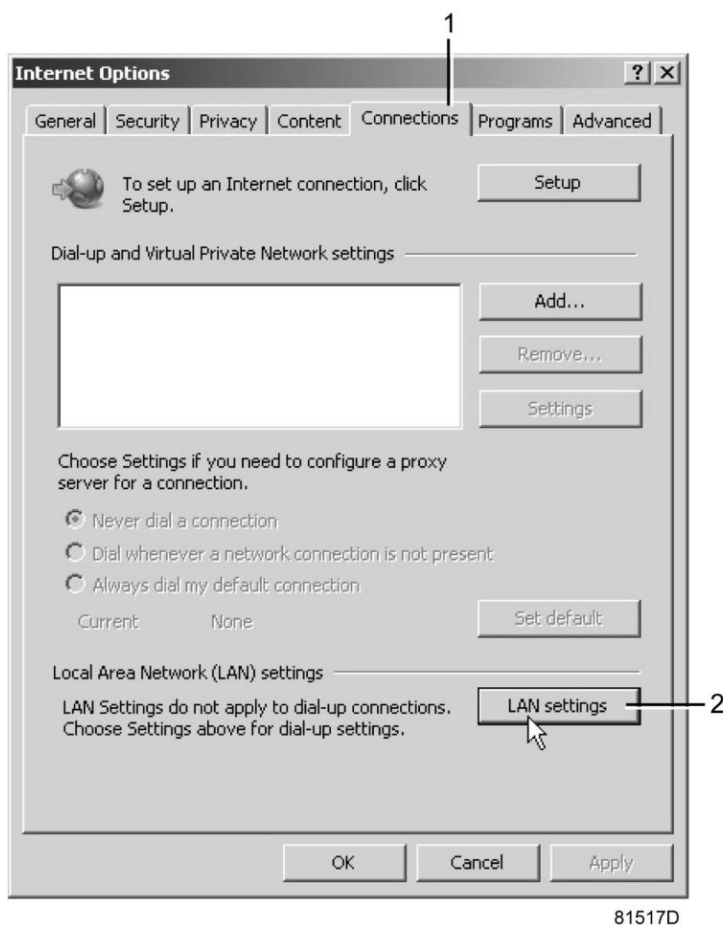 1
Internet Options
General Security Privacy Content Connections Programs Advanced
To set up an Internet connection, click
Setup.
Setup
Dial-up and Virtual Private Network settings
Add...
Remove...
Settings
Choose Settings if you need to configure a proxy
server for a connection.
Never dial a connection
Dial whenever a network connection is not present
Always dial my default connection
Current None
Set default
Local Area Network (LAN) settings
LAN Settings do not apply to dial-up connections.
Choose Settings above for dial-up settings.
LAN settings
2
OK Cancel Apply
81517D